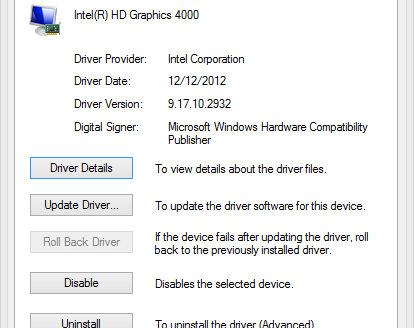 Intel(R) HD Graphics 4000
Driver Provider: Intel Corporation
Driver Date: 12/12/2012
Driver Version: 9.17.10.2932
Digital Signer: Microsoft Windows Hardware Compatibility
Publisher
Driver Details To view details about the driver files.
Update Driver... To update the driver software for this device.
Roll Back Driver If the device fails after updating the driver, roll
back to the previously installed driver.
Disable Disables the selected device.
Uninstall To uninstall the driver (Advanced)